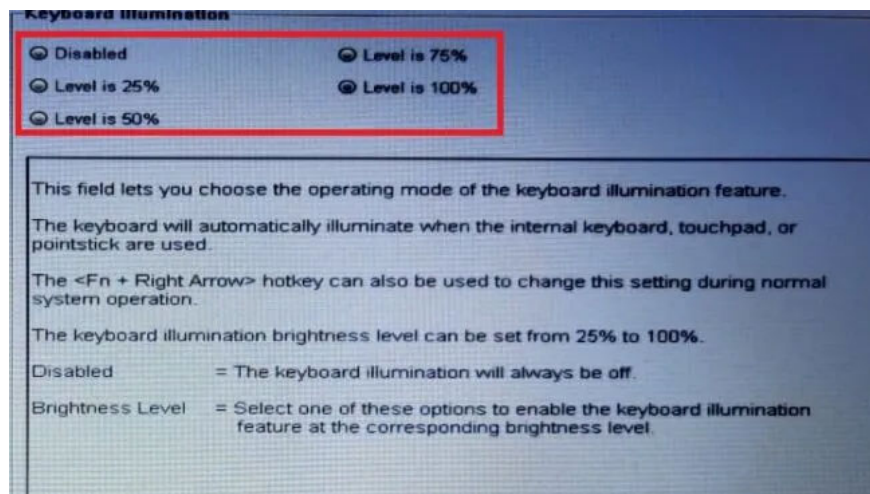 Keyboard Illumination
Disabled
Level is 75%
Level is 25%
Level is 100%
Level is 50%
This field lets you choose the operating mode of the keyboard illumination feature.
The keyboard will automatically illuminate when the internal keyboard, touchpad, or
pointstick are used.
The <Fn + Right Arrow> hotkey can also be used to change this setting during normal
system operation.
The keyboard illumination brightness level can be set from 25% to 100%.
Disabled = The keyboard illumination will always be off.
Brightness Level = Select one of these options to enable the keyboard illumination
feature at the corresponding brightness level.